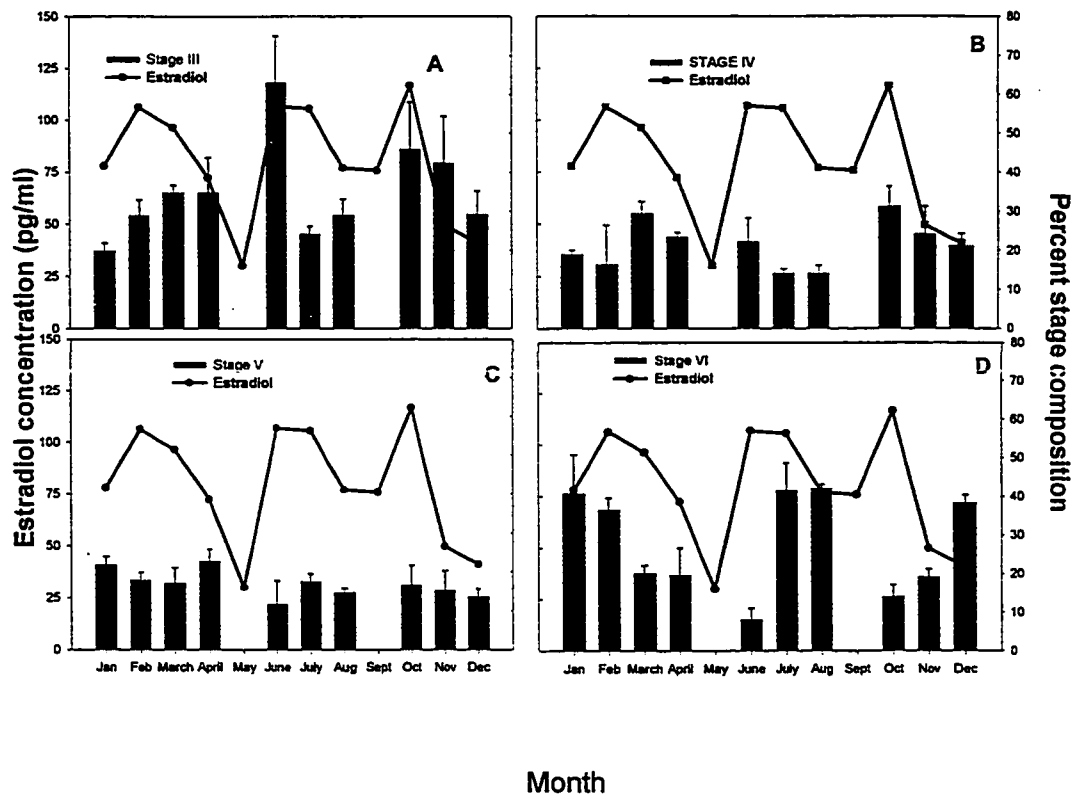 150
125
100
75
50
25
0
Stage III
Estradiol
A
STAGE IV
Estradiol
B
80
70
60
50
40
30
20
10
0
Estradiol concentration (pg/ml)
Percent stage composition
150
125
100
75
50
25
0
Stage V
Estradiol
C
Stage VI
Estradiol
D
80
70
60
50
40
30
20
10
0
Jan Feb March April May June July Aug Sept Oct Nov Dec
Jan Feb March April May June July Aug Sept Oct Nov Dec
Month